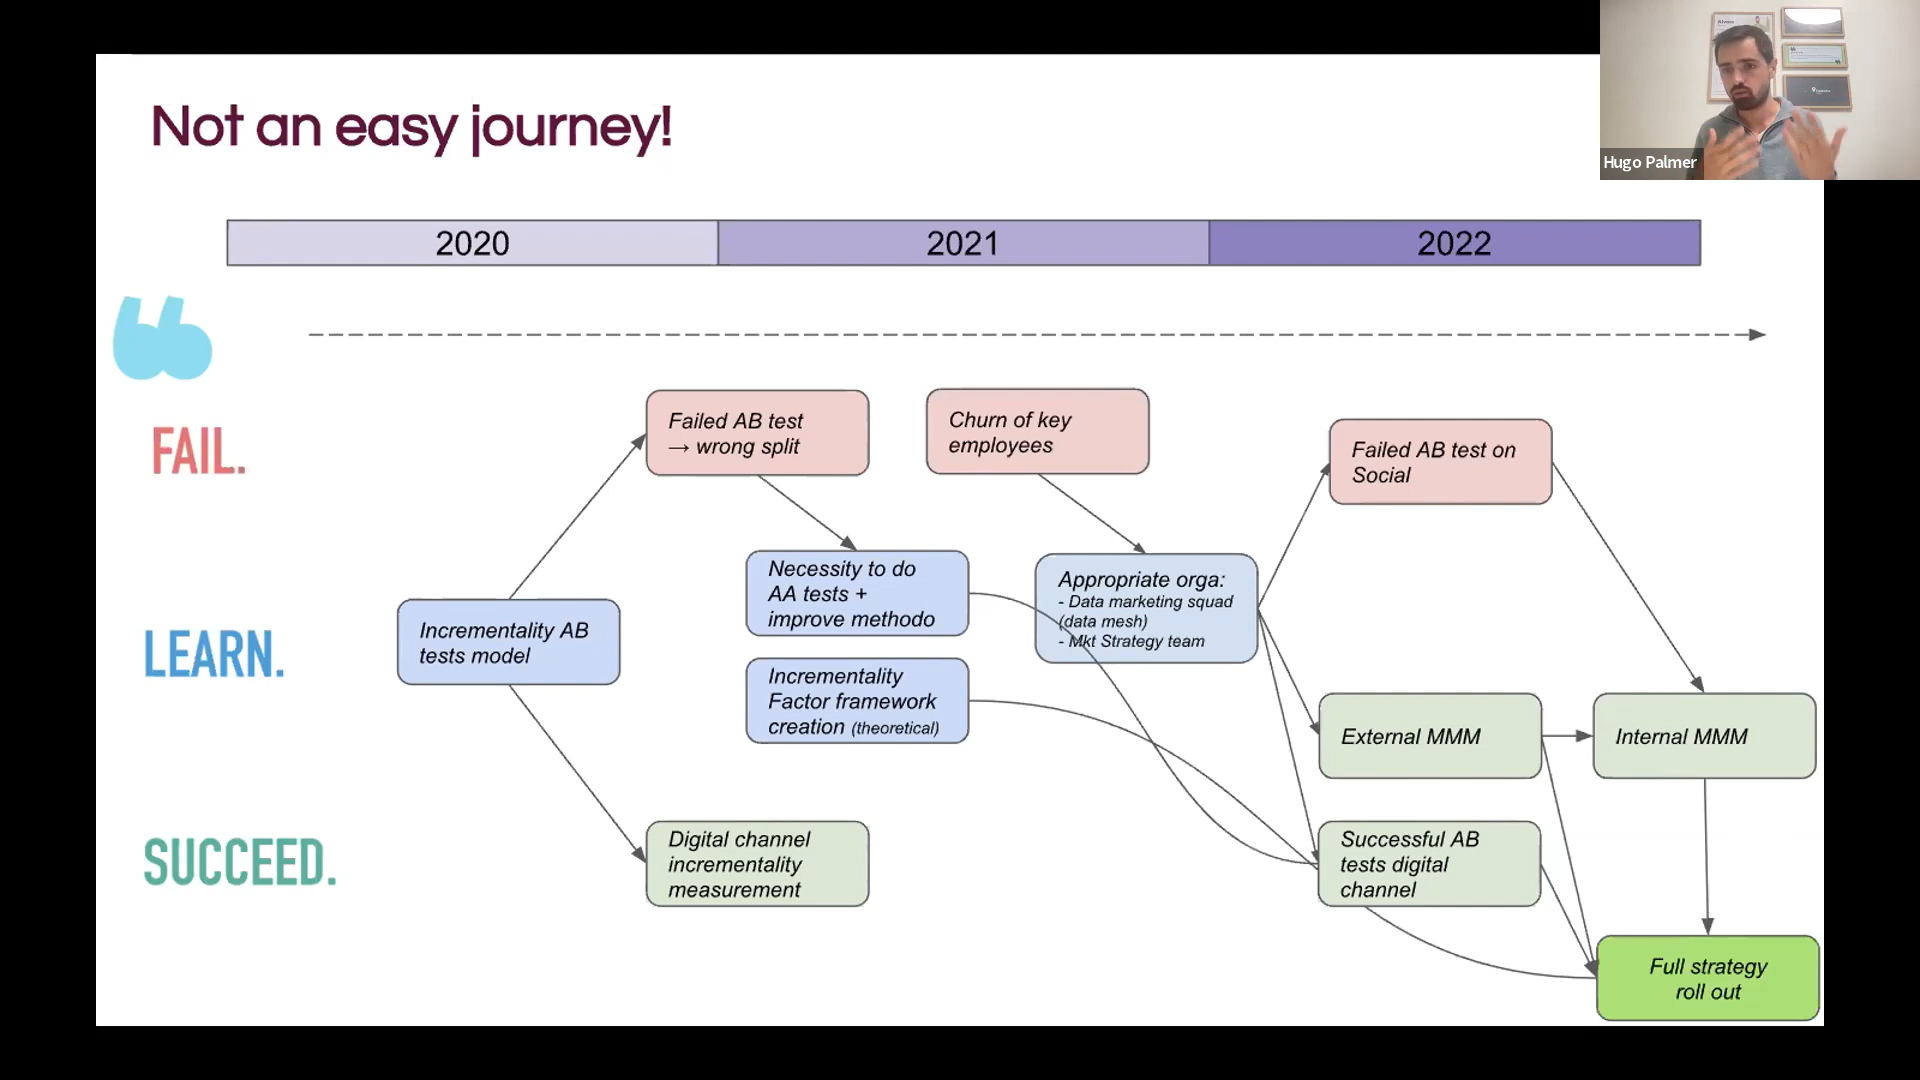 Not an easy journey!
Hugo Palmer
2020
2021
2022
FAIL.
Failed AB test
→ wrong split
Churn of key
employees
Failed AB test on
Social
LEARN.
Incrementality AB
tests model
Necessity to do
AA tests +
improve methodo
Incrementality
Factor framework
creation (theoretical)
Appropriate orga:
- Data marketing squad
(data mesh)
- Mkt Strategy team
External MMM
Internal MMM
SUCCEED.
Digital channel
incrementality
measurement
Successful AB
tests digital
channel
Full strategy
roll out